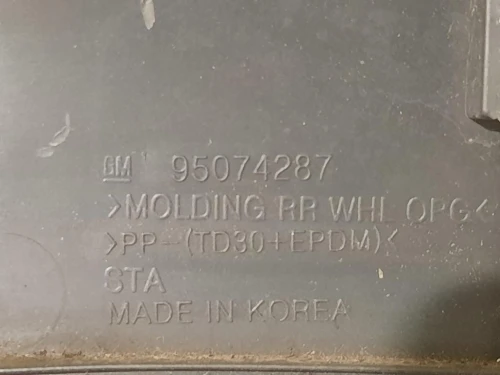 GM 95074287
>MOLDING RR WHL OPG<
>PP-(TD30+EPDM)<
STA
MADE IN KOREA